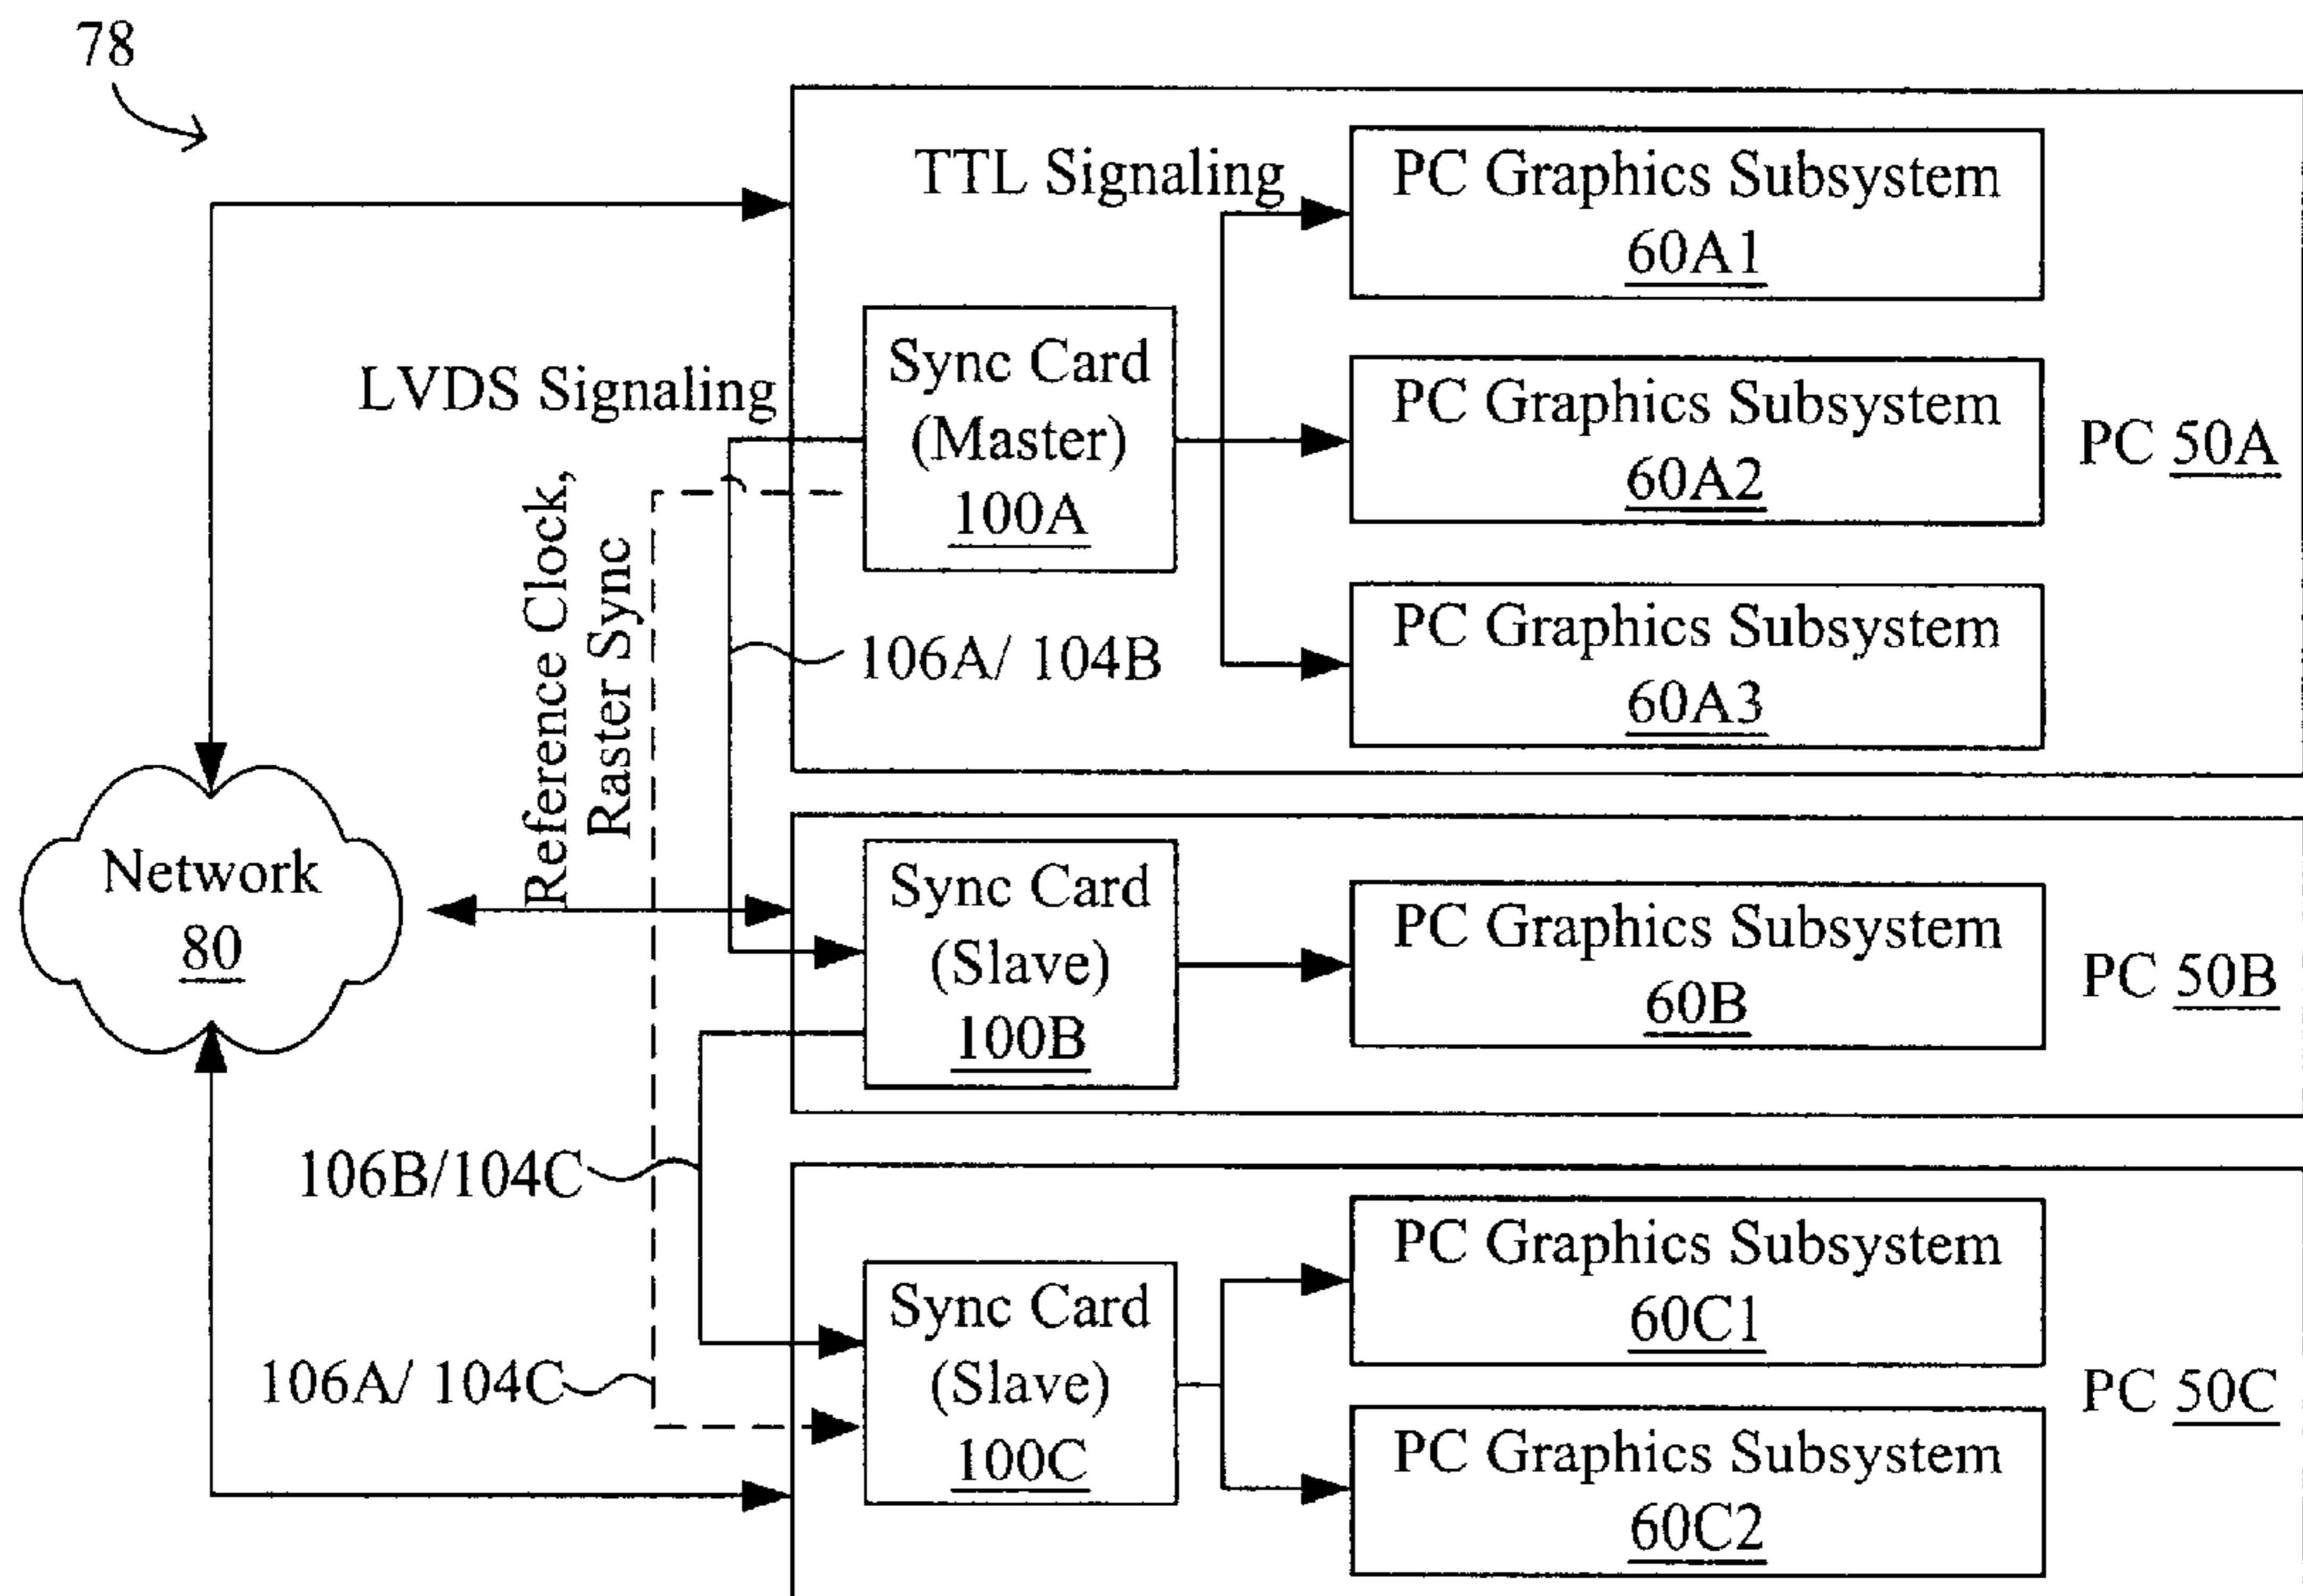 78
TTL Signaling
PC Graphics Subsystem
60A1
LVDS Signaling
Sync Card
(Master)
100A
PC Graphics Subsystem
60A2
PC 50A
Reference Clock,
Raster Sync
106A/ 104B
PC Graphics Subsystem
60A3
Network
80
Sync Card
(Slave)
100B
PC Graphics Subsystem
60B
PC 50B
106B/104C
Sync Card
(Slave)
100C
PC Graphics Subsystem
60C1
106A/ 104C
PC 50C
PC Graphics Subsystem
60C2